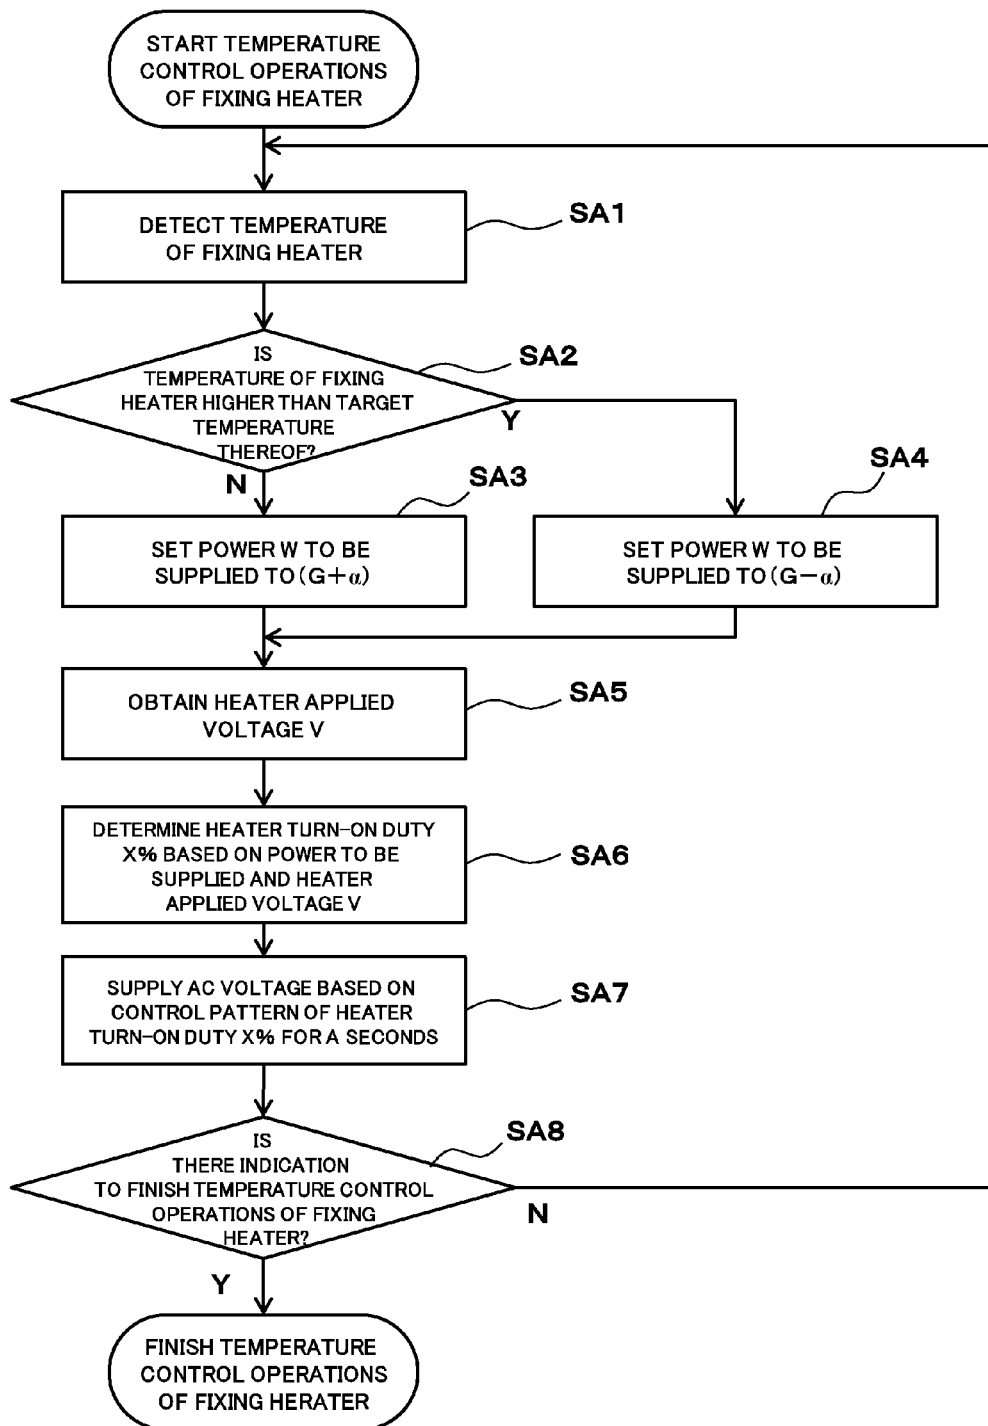 START TEMPERATURE
CONTROL OPERATIONS
OF FIXING HEATER
SA1
DETECT TEMPERATURE
OF FIXING HEATER
SA2
IS
TEMPERATURE OF FIXING
HEATER HIGHER THAN TARGET
TEMPERATURE
THEREOF?
Y
N
SA3
SA4
SET POWER W TO BE
SUPPLIED TO (G+α)
SET POWER W TO BE
SUPPLIED TO (G−α)
SA5
OBTAIN HEATER APPLIED
VOLTAGE V
SA6
DETERMINE HEATER TURN-ON DUTY
X% BASED ON POWER TO BE
SUPPLIED AND HEATER
APPLIED VOLTAGE V
SA7
SUPPLY AC VOLTAGE BASED ON
CONTROL PATTERN OF HEATER
TURN-ON DUTY X% FOR A SECONDS
SA8
IS
THERE INDICATION
TO FINISH TEMPERATURE CONTROL
OPERATIONS OF FIXING
HEATER?
N
Y
FINISH TEMPERATURE
CONTROL OPERATIONS
OF FIXING HERATER